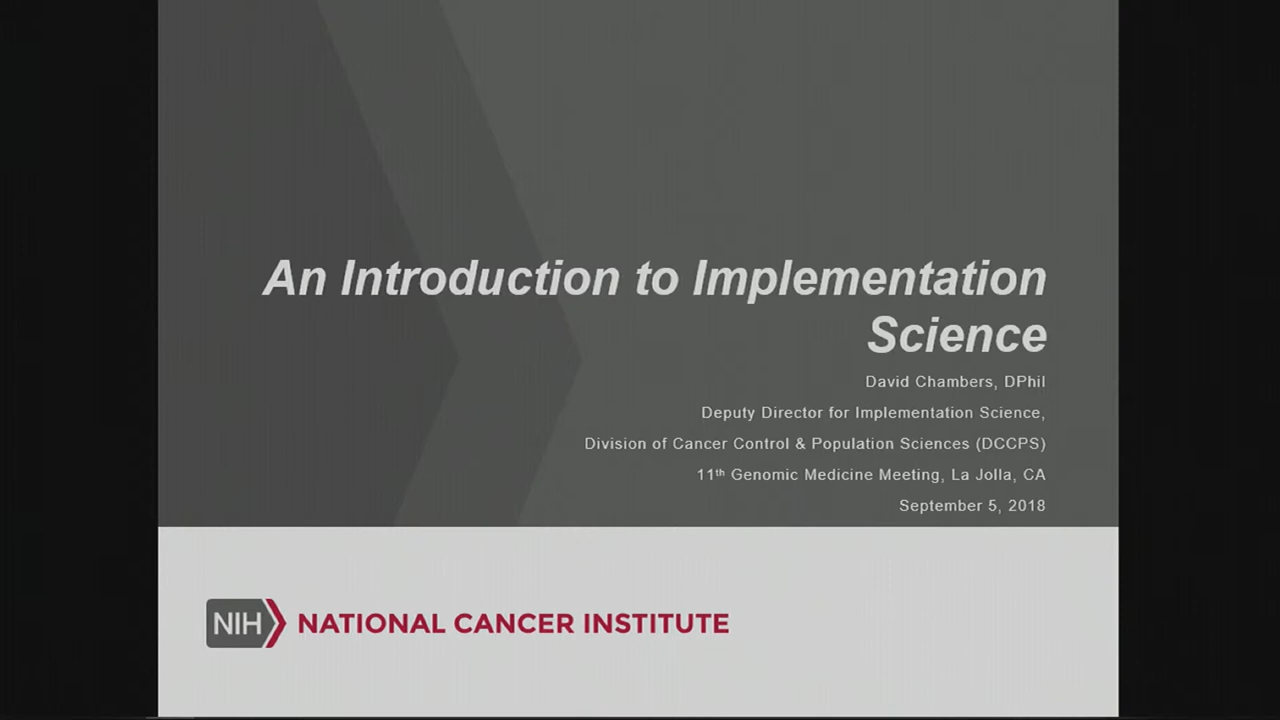 An Introduction to Implementation
Science
David Chambers, DPhil
Deputy Director for Implementation Science,
Division of Cancer Control & Population Sciences (DCCPS)
11th Genomic Medicine Meeting, La Jolla, CA
September 5, 2018
NIH NATIONAL CANCER INSTITUTE